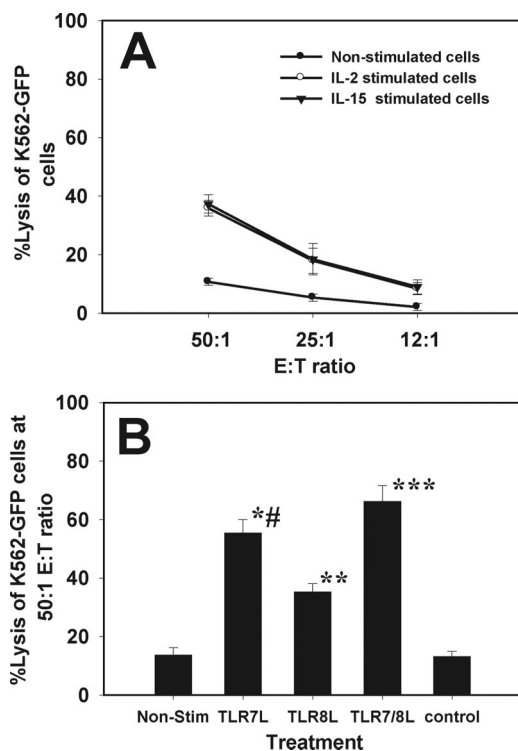 A
100
80
60
40
20
0
%Lysis of K562-GFP
cells
Non-stimulated cells
IL-2 stimulated cells
IL-15 stimulated cells
50:1
25:1
12:1
E:T ratio
B
100
80
60
40
20
0
%Lysis of K562-GFP cells at
50:1 E:T ratio
*#
**
***
Non-Stim TLR7L TLR8L TLR7/8L control
Treatment